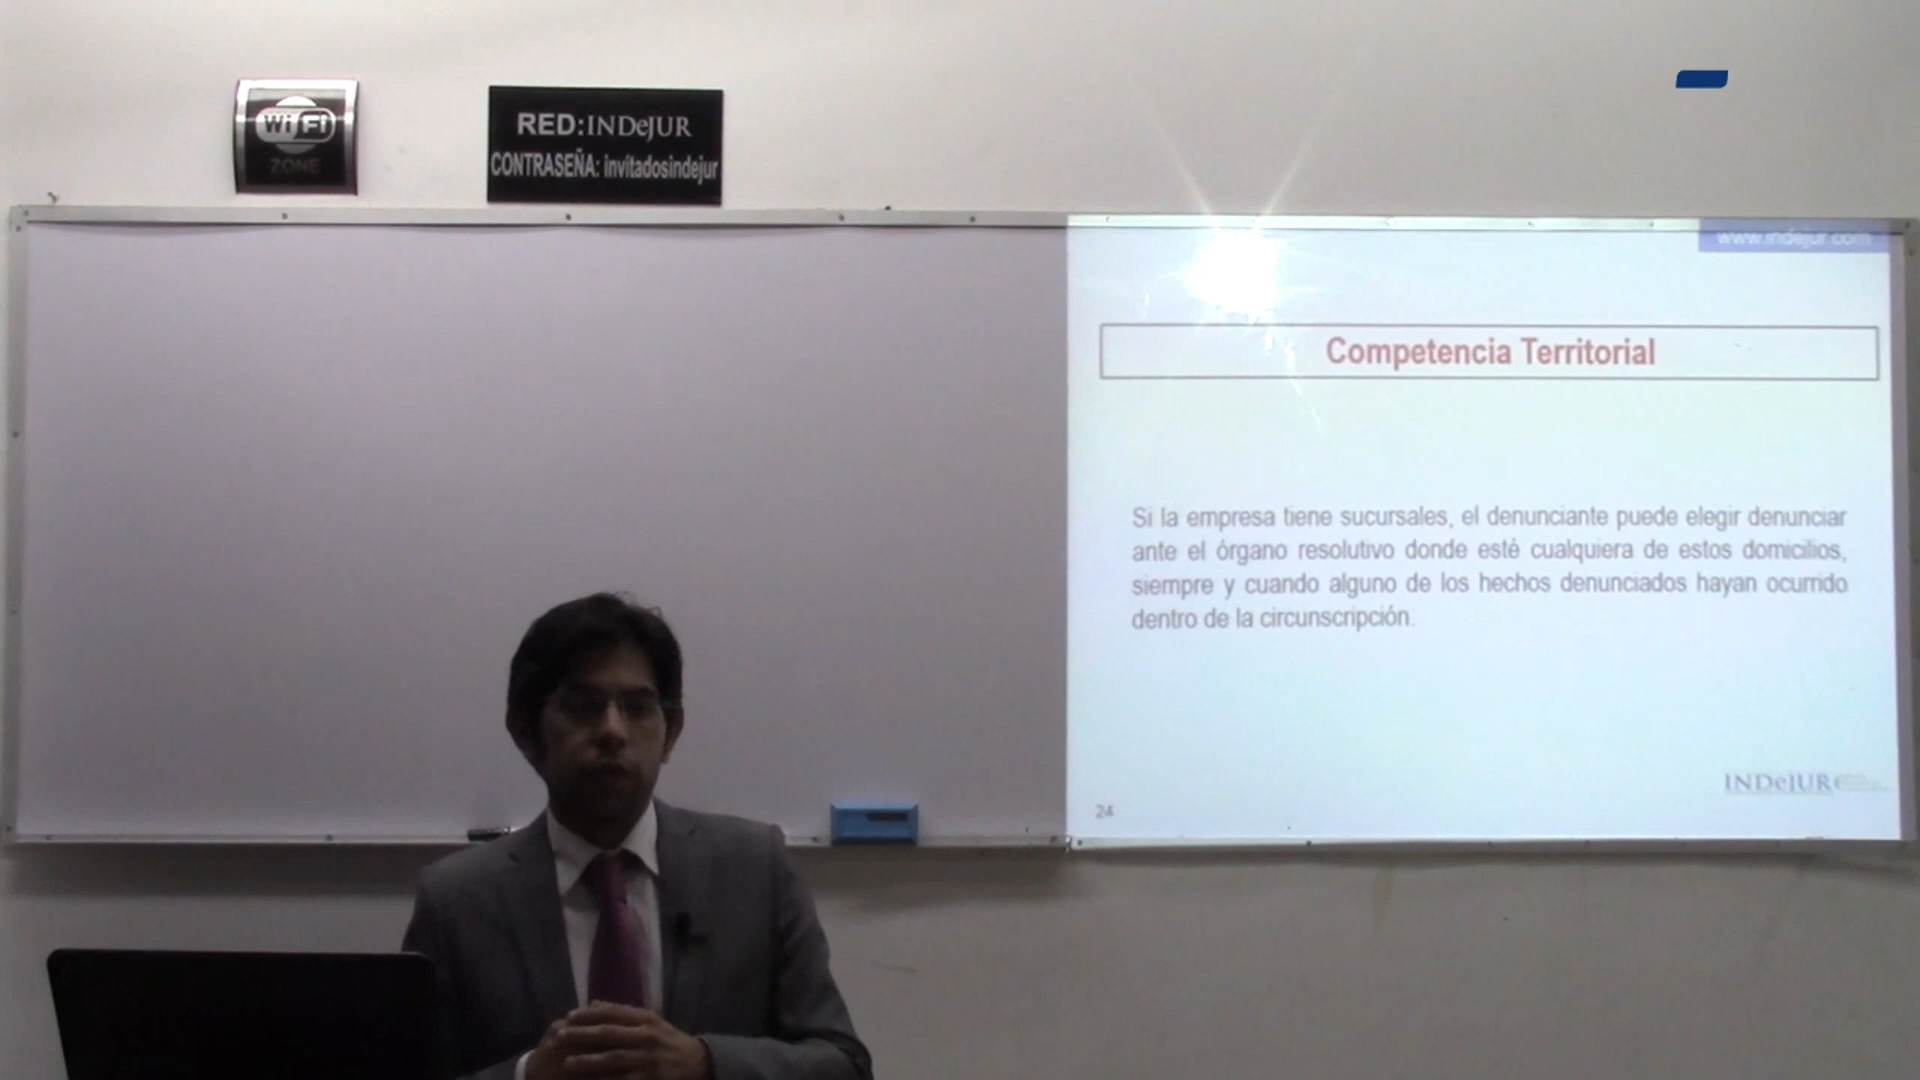 WiFi
ZONE
RED:INDeJUR
CONTRASEÑA: invitadosindejur
www.indejur.com
Competencia Territorial
Si la empresa tiene sucursales, el denunciante puede elegir denunciar
ante el órgano resolutivo donde esté cualquiera de estos domicilios,
siempre y cuando alguno de los hechos denunciados hayan ocurrido
dentro de la circunscripción.
INDeJUR
24